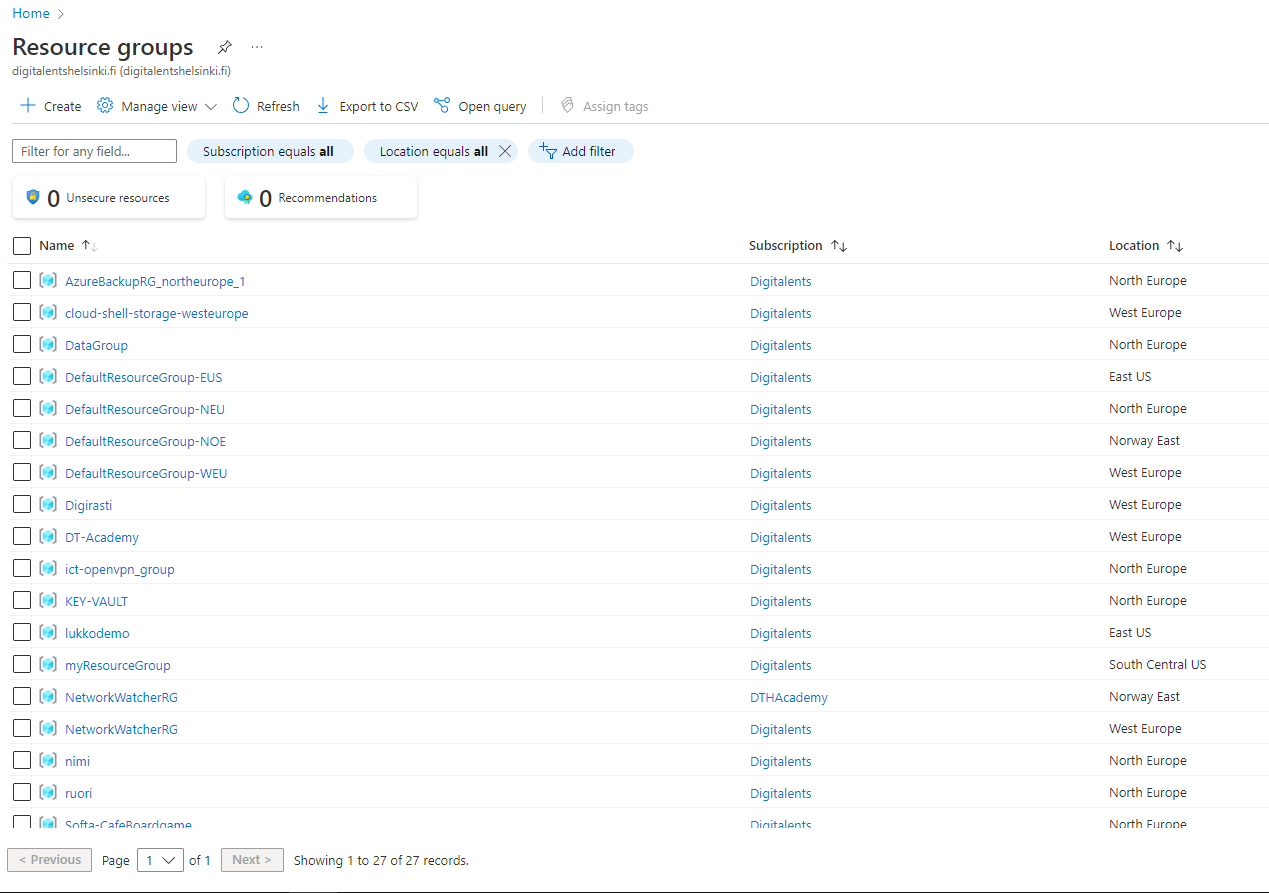 Home
Resource groups
digitalentshelsinki.fi (digitalentshelsinki.fi)
Create Manage view Refresh Export to CSV Open query Assign tags
Filter for any field... Subscription equals all Location equals all Add filter
0 Unsecure resources 0 Recommendations
Name Subscription Location
AzureBackupRG_northeurope_1 Digitalents North Europe
cloud-shell-storage-westeurope Digitalents West Europe
DataGroup Digitalents North Europe
DefaultResourceGroup-EUS Digitalents East US
DefaultResourceGroup-NEU Digitalents North Europe
DefaultResourceGroup-NOE Digitalents Norway East
DefaultResourceGroup-WEU Digitalents West Europe
Digirasti Digitalents West Europe
DT-Academy Digitalents West Europe
ict-openvpn_group Digitalents North Europe
KEY-VAULT Digitalents North Europe
lukkodemo Digitalents East US
myResourceGroup Digitalents South Central US
NetworkWatcherRG DTHAcademy Norway East
NetworkWatcherRG Digitalents West Europe
nimi Digitalents North Europe
ruori Digitalents North Europe
Softa-CafeBoardgame Digitalents North Europe
< Previous Page 1 of 1 Next > Showing 1 to 27 of 27 records.